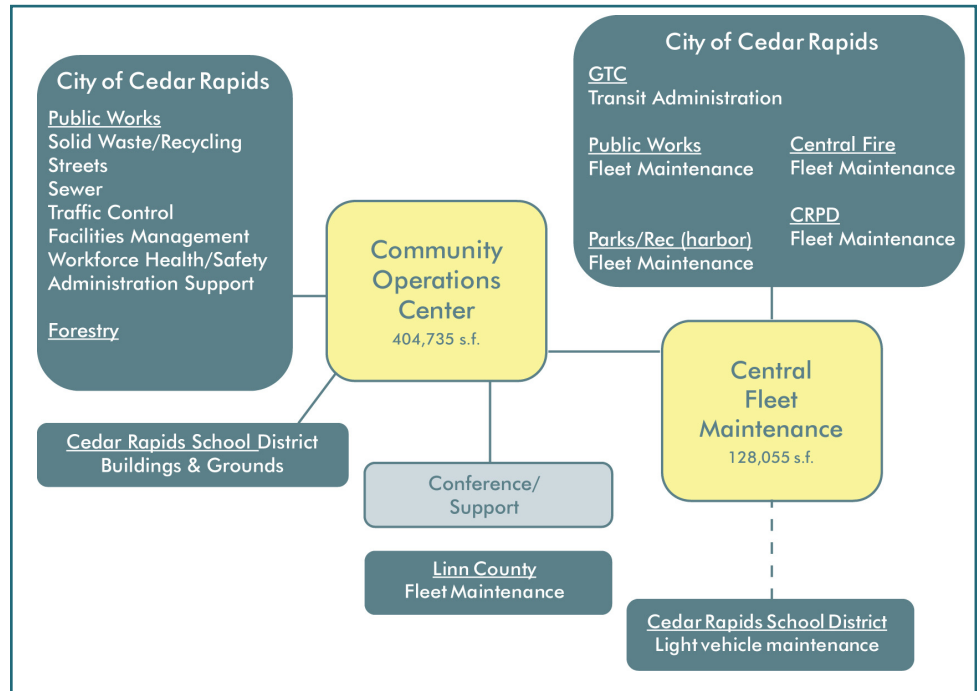 City of Cedar Rapids
Public Works
Solid Waste/Recycling
Streets
Sewer
Traffic Control
Facilities Management
Workforce Health/Safety
Administration Support
Forestry
City of Cedar Rapids
GTC
Transit Administration
Public Works
Fleet Maintenance
Central Fire
Fleet Maintenance
Parks/Rec (harbor)
Fleet Maintenance
CRPD
Fleet Maintenance
Community
Operations
Center
404,735 s.f.
Central
Fleet
Maintenance
128,055 s.f.
Cedar Rapids School District
Buildings & Grounds
Conference/
Support
Linn County
Fleet Maintenance
Cedar Rapids School District
Light vehicle maintenance